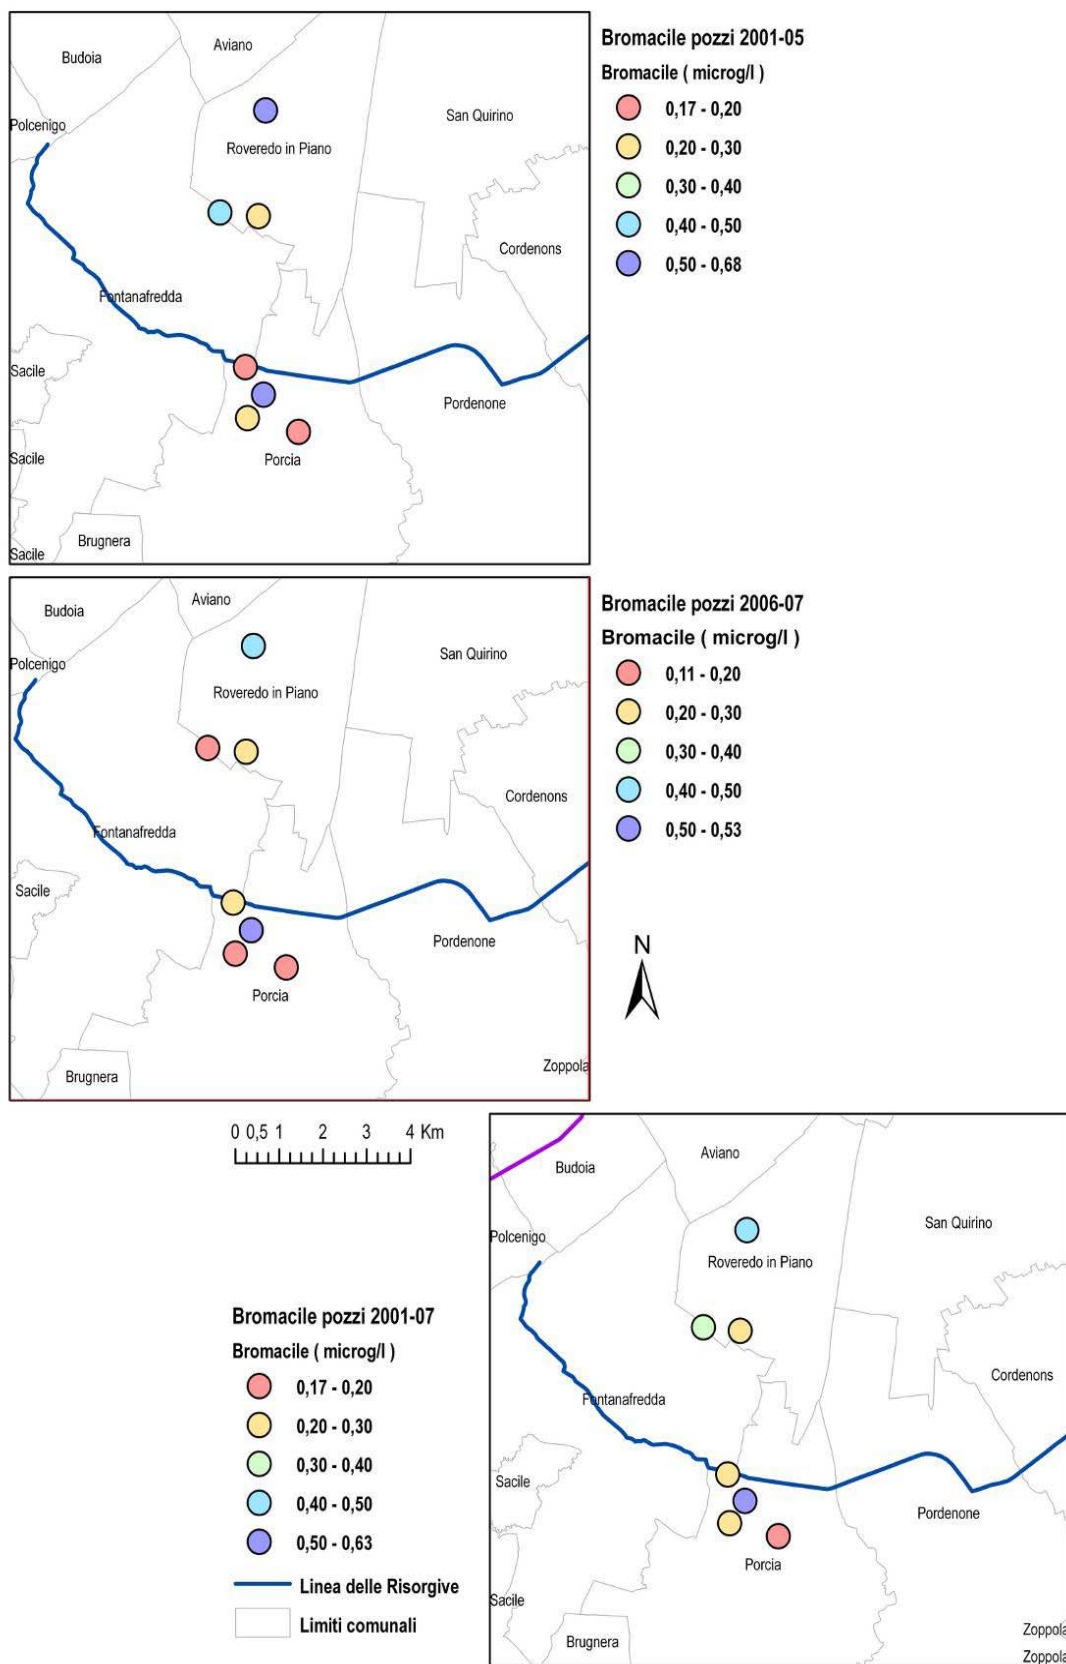 Budoia
Aviano
Polcenigo
San Quirino
Roveredo in Piano
Cordenons
Fontanafredda
Sacile
Pordenone
Sacile
Porcia
Brugnera
Sacile
Bromacile pozzi 2001-05
Bromacile ( microg/l )
0,17 - 0,20
0,20 - 0,30
0,30 - 0,40
0,40 - 0,50
0,50 - 0,68
Budoia
Aviano
Polcenigo
San Quirino
Roveredo in Piano
Cordenons
Fontanafredda
Sacile
Pordenone
Porcia
Zoppola
Brugnera
Bromacile pozzi 2006-07
Bromacile ( microg/l )
0,11 - 0,20
0,20 - 0,30
0,30 - 0,40
0,40 - 0,50
0,50 - 0,53
N
0 0,5 1 2 3 4 Km
Budoia
Aviano
Polcenigo
San Quirino
Roveredo in Piano
Cordenons
Fontanafredda
Sacile
Pordenone
Porcia
Sacile
Zoppola
Brugnera
Zoppola
Bromacile pozzi 2001-07
Bromacile ( microg/l )
0,17 - 0,20
0,20 - 0,30
0,30 - 0,40
0,40 - 0,50
0,50 - 0,63
Linea delle Risorgive
Limiti comunali